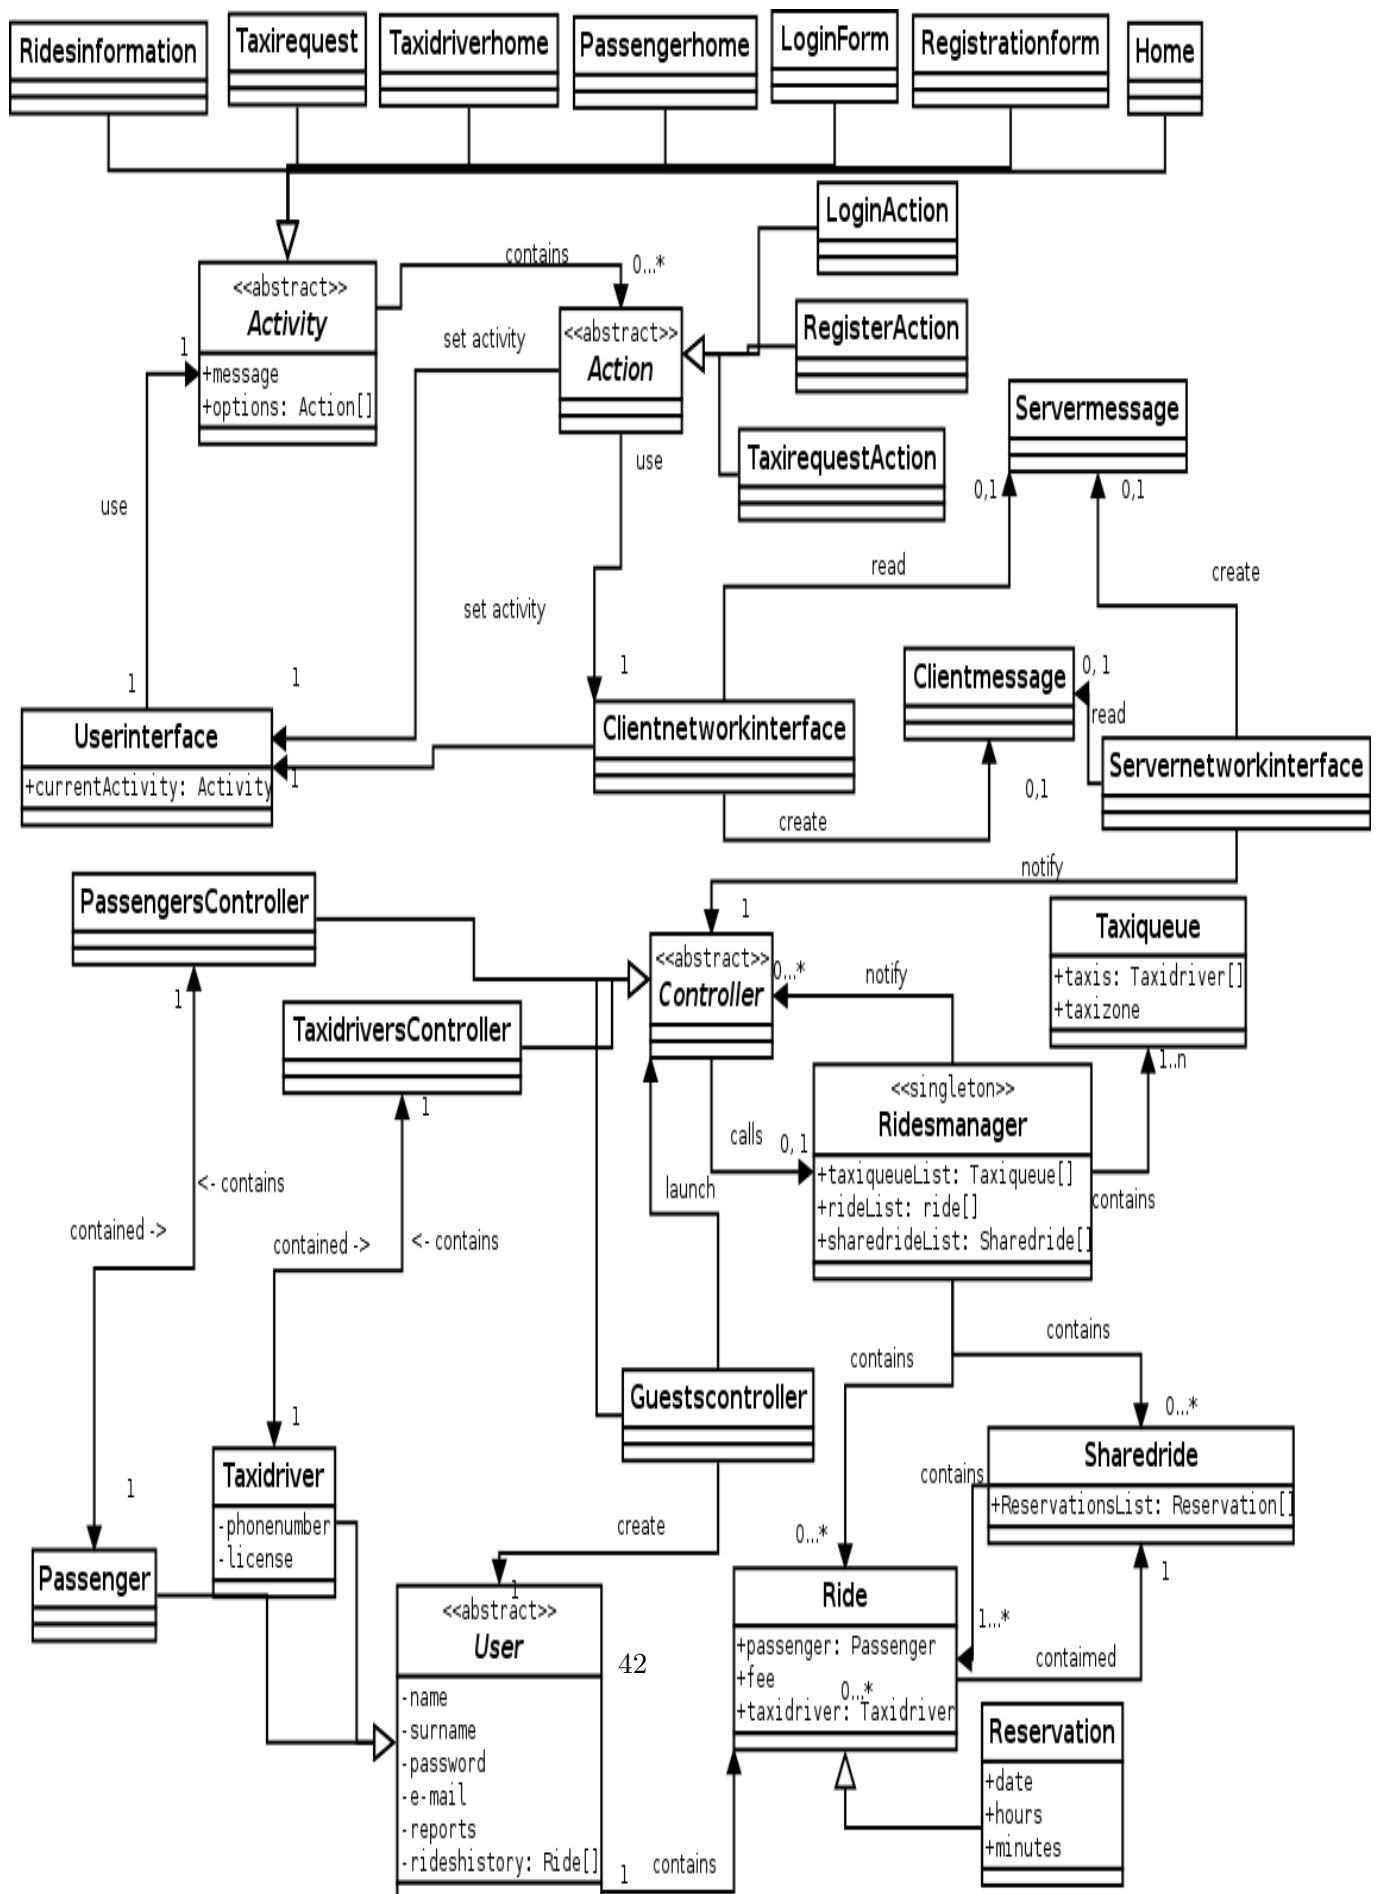 Ridesinformation
Taxirequest
Taxidriverhome
Passengerhome
LoginForm
Registrationform
Home
LoginAction
contains
0...*
<<abstract>>
Activity
+message
+options: Action[]
1
set activity
<<abstract>>
Action
RegisterAction
TaxirequestAction
Servermessage
use
use
0,1
0,1
read
create
set activity
1
1
1
Clientmessage
0, 1
read
Userinterface
+currentActivity: Activity
1
Clientnetworkinterface
Servernetworkinterface
0,1
create
notify
1
PassengersController
1
<<abstract>>
Controller
0...*
notify
Taxiqueue
+taxis: Taxidriver[]
+taxizone
1..n
TaxidriversController
1
calls
0, 1
<<singleton>>
Ridesmanager
+taxiqueueList: Taxiqueue[]
+rideList: ride[]
+sharedrideList: Sharedride[]
contains
launch
<- contains
contained ->
contained ->
<- contains
contains
contains
Guestscontroller
0...*
1
1
Taxidriver
-phonenumber
-license
Sharedride
+ReservationsList: Reservation[]
contains
create
0...*
1
Passenger
1
<<abstract>>
User
-name
-surname
-password
-e-mail
-reports
-rideshistory: Ride[]
42
Ride
+passenger: Passenger
+fee
0...*
+taxidriver: Taxidriver
1...*
contaimed
Reservation
+date
+hours
+minutes
1
contains